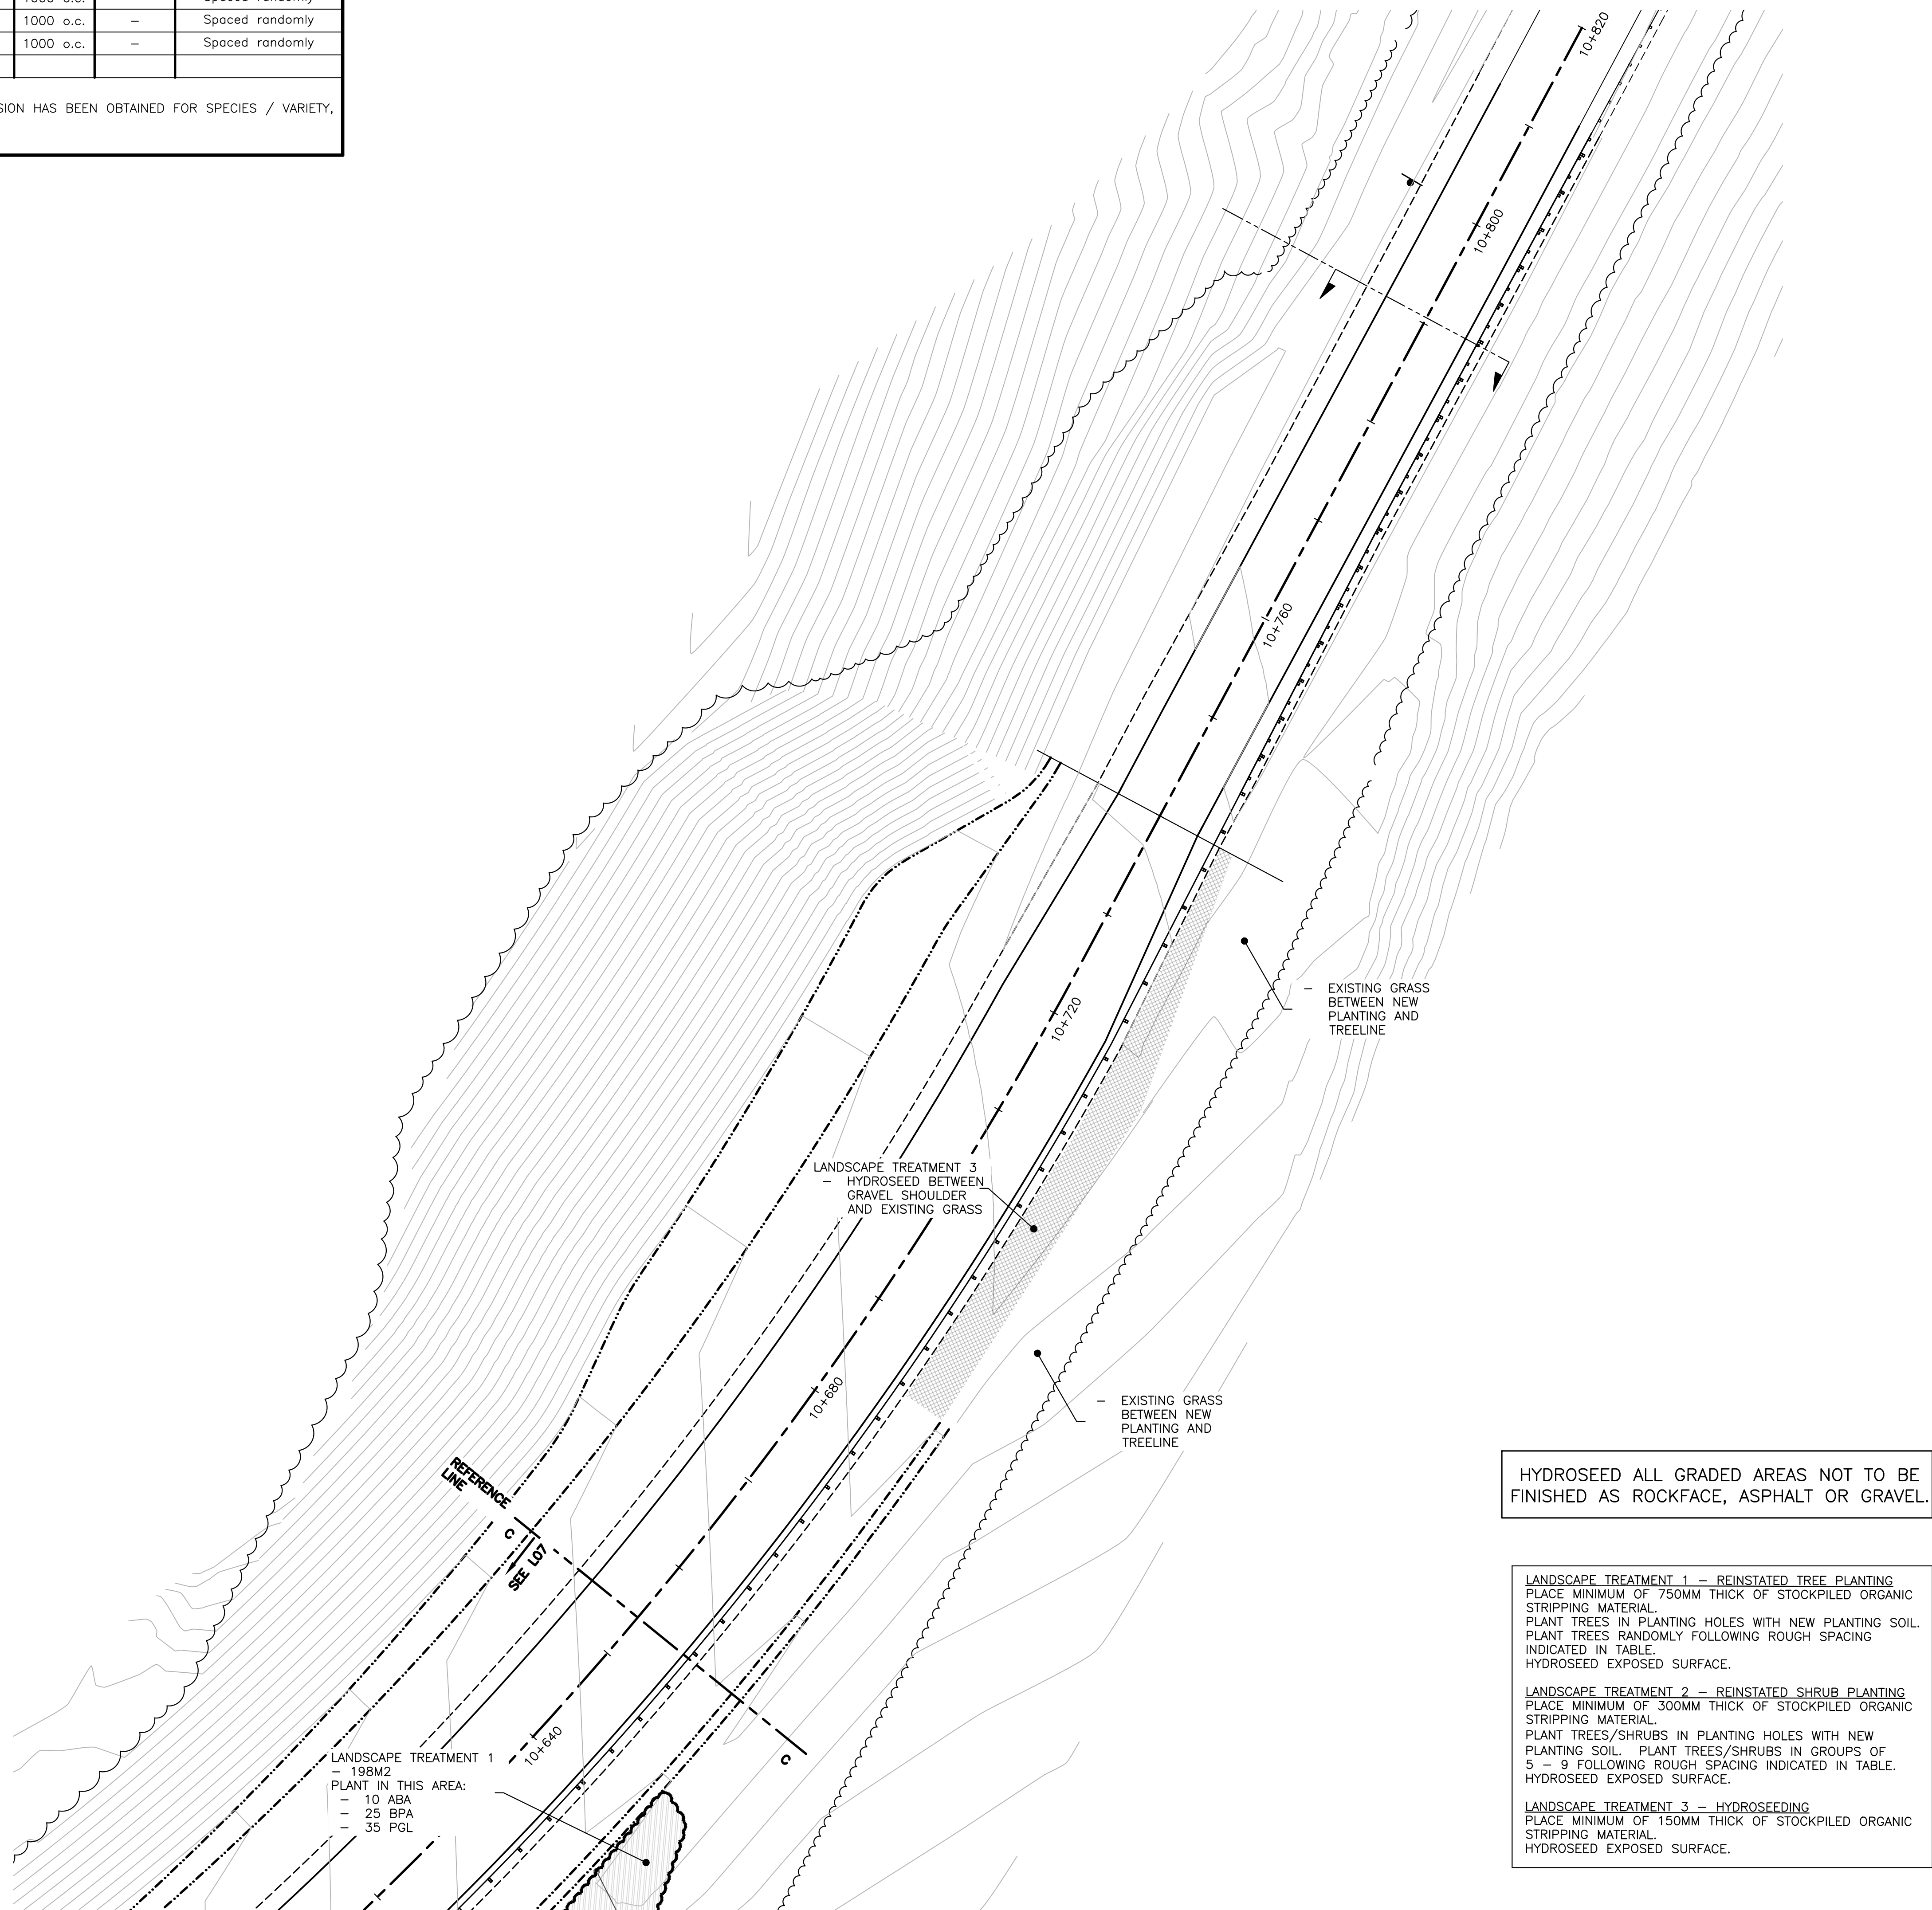 1000 o.c. – Spaced randomly
1000 o.c. – Spaced randomly
HAS BEEN OBTAINED FOR SPECIES / VARIETY,
10+820
10+800
10+760
– EXISTING GRASS
BETWEEN NEW
PLANTING AND
TREELINE
10+720
LANDSCAPE TREATMENT 3
– HYDROSEED BETWEEN
GRAVEL SHOULDER
AND EXISTING GRASS
10+680
– EXISTING GRASS
BETWEEN NEW
PLANTING AND
TREELINE
REFERENCE
LINE
C
SEE L07
C
10+640
LANDSCAPE TREATMENT 1
– 198M2
PLANT IN THIS AREA:
– 10 ABA
– 25 BPA
– 35 PGL
HYDROSEED ALL GRADED AREAS NOT TO BE
FINISHED AS ROCKFACE, ASPHALT OR GRAVEL.
LANDSCAPE TREATMENT 1 – REINSTATED TREE PLANTING
PLACE MINIMUM OF 750MM THICK OF STOCKPILED ORGANIC
STRIPPING MATERIAL.
PLANT TREES IN PLANTING HOLES WITH NEW PLANTING SOIL.
PLANT TREES RANDOMLY FOLLOWING ROUGH SPACING
INDICATED IN TABLE.
HYDROSEED EXPOSED SURFACE.
LANDSCAPE TREATMENT 2 – REINSTATED SHRUB PLANTING
PLACE MINIMUM OF 300MM THICK OF STOCKPILED ORGANIC
STRIPPING MATERIAL.
PLANT TREES/SHRUBS IN PLANTING HOLES WITH NEW
PLANTING SOIL. PLANT TREES/SHRUBS IN GROUPS OF
5 – 9 FOLLOWING ROUGH SPACING INDICATED IN TABLE.
HYDROSEED EXPOSED SURFACE.
LANDSCAPE TREATMENT 3 – HYDROSEEDING
PLACE MINIMUM OF 150MM THICK OF STOCKPILED ORGANIC
STRIPPING MATERIAL.
HYDROSEED EXPOSED SURFACE.